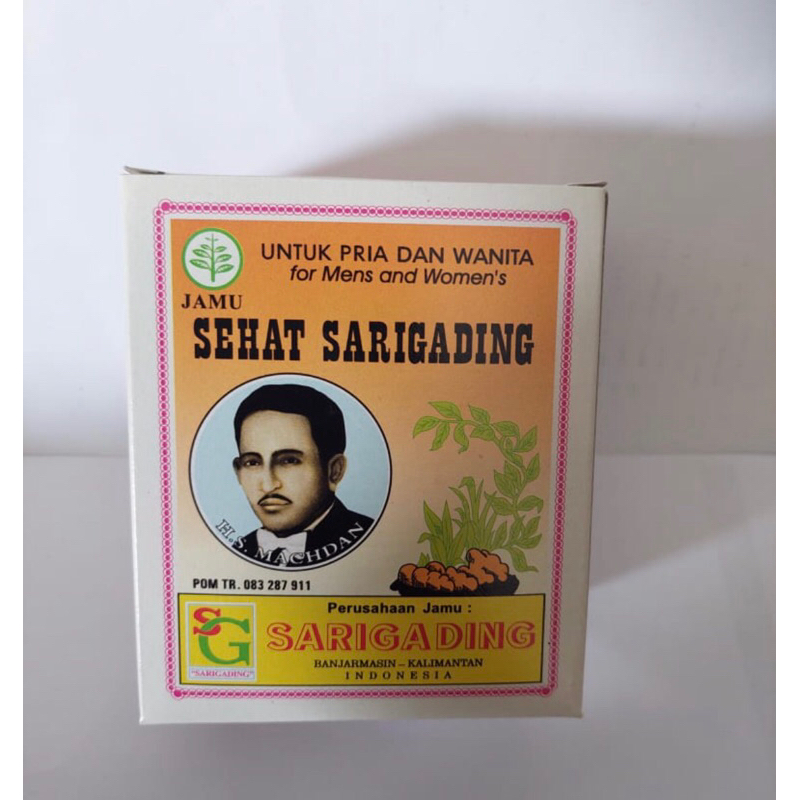 UNTUK PRIA DAN WANITA
for Mens and Women's
JAMU
SEHAT SARIGADING
H.S. MACHDAN
POM TR. 083 287 911
Perusahaan Jamu :
SG
SARIGADING
"SARIGADING"
BANJARMASIN – KALIMANTAN
INDONESIA